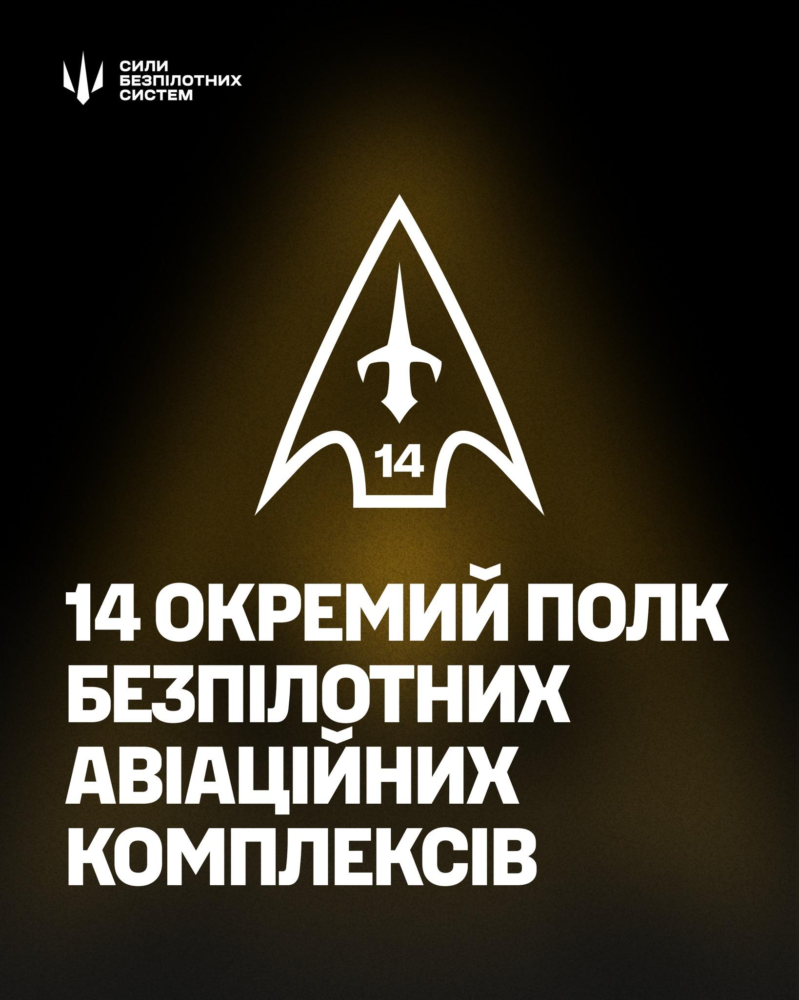 СИЛИ
БЕЗПІЛОТНИХ
СИСТЕМ
14
14 ОКРЕМИЙ ПОЛК
БЕЗПІЛОТНИХ
АВІАЦІЙНИХ
КОМПЛЕКСІВ